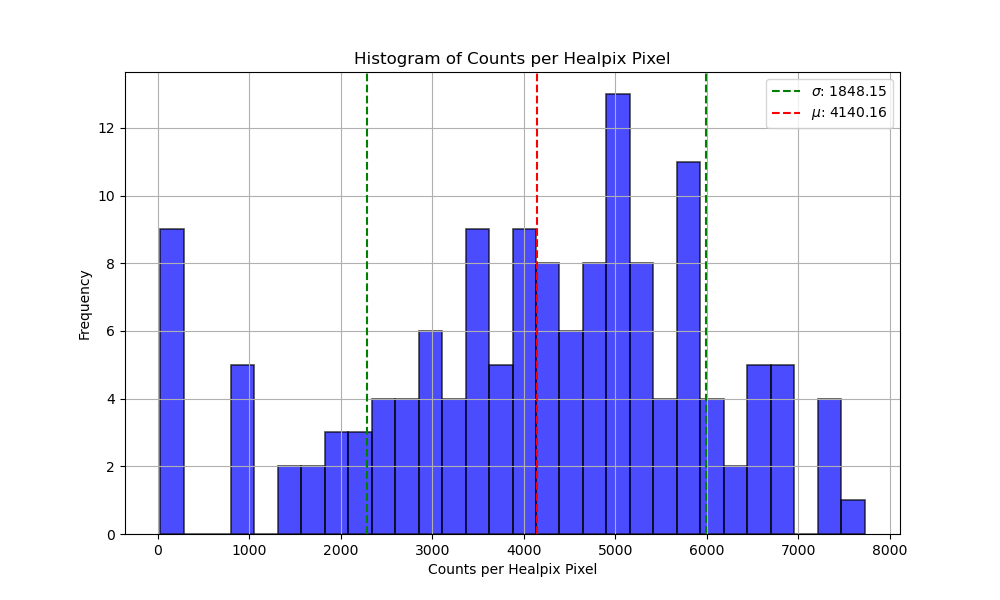 Histogram of Counts per Healpix Pixel
σ: 1848.15
μ: 4140.16
12
10
8
6
4
2
0
Frequency
0 1000 2000 3000 4000 5000 6000 7000 8000
Counts per Healpix Pixel